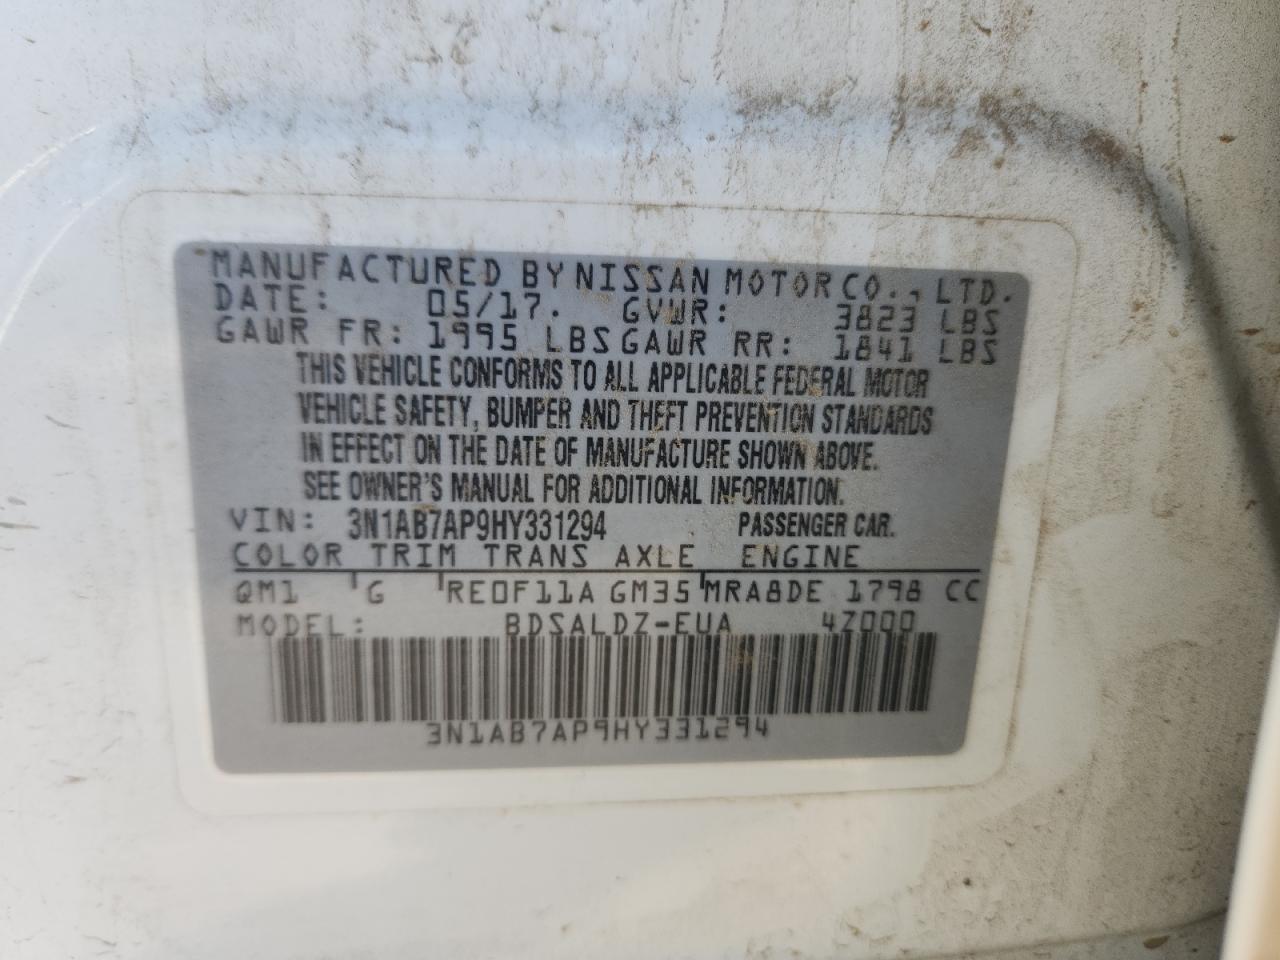 MANUFACTURED BY NISSAN MOTOR CO., LTD.
DATE: 05/17. GVWR: 3823 LBS
GAWR FR: 1995 LBS GAWR RR: 1841 LBS
THIS VEHICLE CONFORMS TO ALL APPLICABLE FEDERAL MOTOR
VEHICLE SAFETY, BUMPER AND THEFT PREVENTION STANDARDS
IN EFFECT ON THE DATE OF MANUFACTURE SHOWN ABOVE.
SEE OWNER'S MANUAL FOR ADDITIONAL INFORMATION.
VIN: 3N1AB7AP9HY331294 PASSENGER CAR.
COLOR TRIM TRANS AXLE ENGINE
QM1 G RE0F11A GM35 MRA8DE 1798 CC
MODEL: BDSALDZ-EUA 4Z000
3N1AB7AP9HY331294